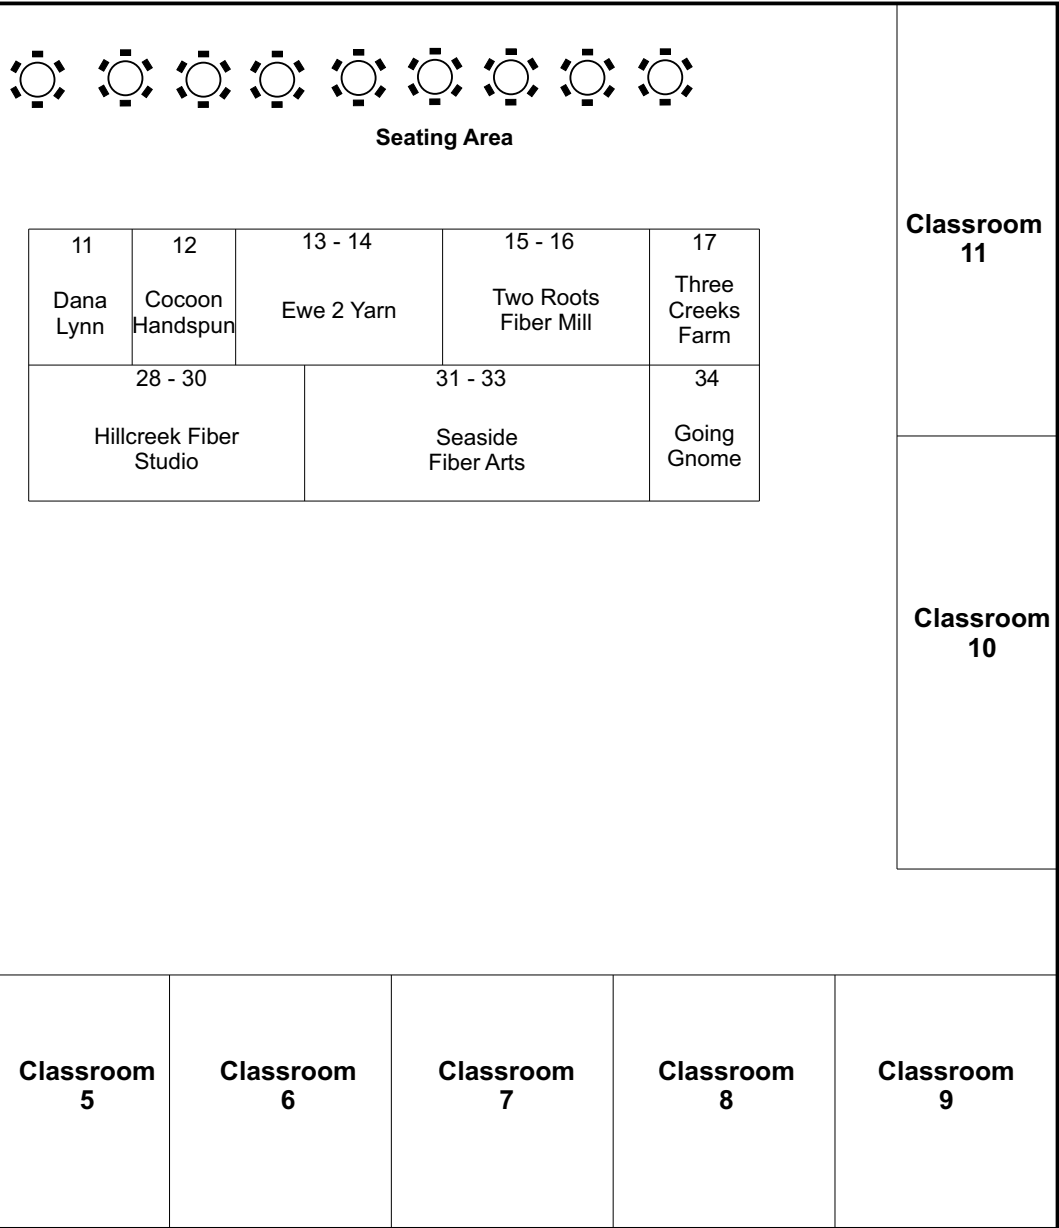 Seating Area
11
Dana
Lynn
12
Cocoon
Handspun
13 - 14
Ewe 2 Yarn
15 - 16
Two Roots
Fiber Mill
17
Three
Creeks
Farm
28 - 30
Hillcreek Fiber
Studio
31 - 33
Seaside
Fiber Arts
34
Going
Gnome
Classroom
11
Classroom
10
Classroom
5
Classroom
6
Classroom
7
Classroom
8
Classroom
9